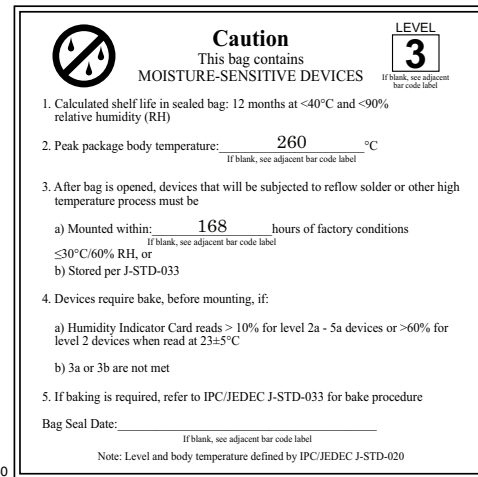 Caution
This bag contains
MOISTURE-SENSITIVE DEVICES
LEVEL
3
If blank, see adjacent
bar code label
1. Calculated shelf life in sealed bag: 12 months at <40°C and <90%
relative humidity (RH)
2. Peak package body temperature: 260 °C
If blank, see adjacent bar code label
3. After bag is opened, devices that will be subjected to reflow solder or other high
temperature process must be
a) Mounted within: 168 hours of factory conditions
If blank, see adjacent bar code label
≤30°C/60% RH, or
b) Stored per J-STD-033
4. Devices require bake, before mounting, if:
a) Humidity Indicator Card reads > 10% for level 2a - 5a devices or >60% for
level 2 devices when read at 23±5°C
b) 3a or 3b are not met
5. If baking is required, refer to IPC/JEDEC J-STD-033 for bake procedure
Bag Seal Date:
If blank, see adjacent bar code label
Note: Level and body temperature defined by IPC/JEDEC J-STD-020
0